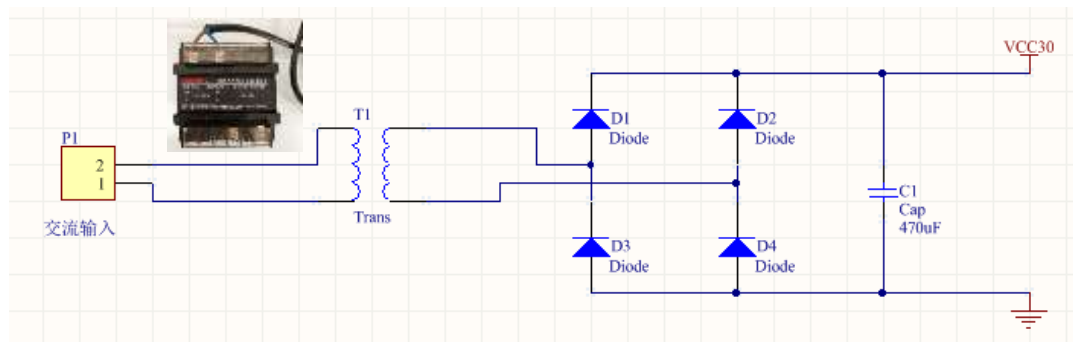 VCC30
T1
D1
Diode
D2
Diode
P1
2
1
C1
Cap
470uF
Trans
交流输入
D3
Diode
D4
Diode